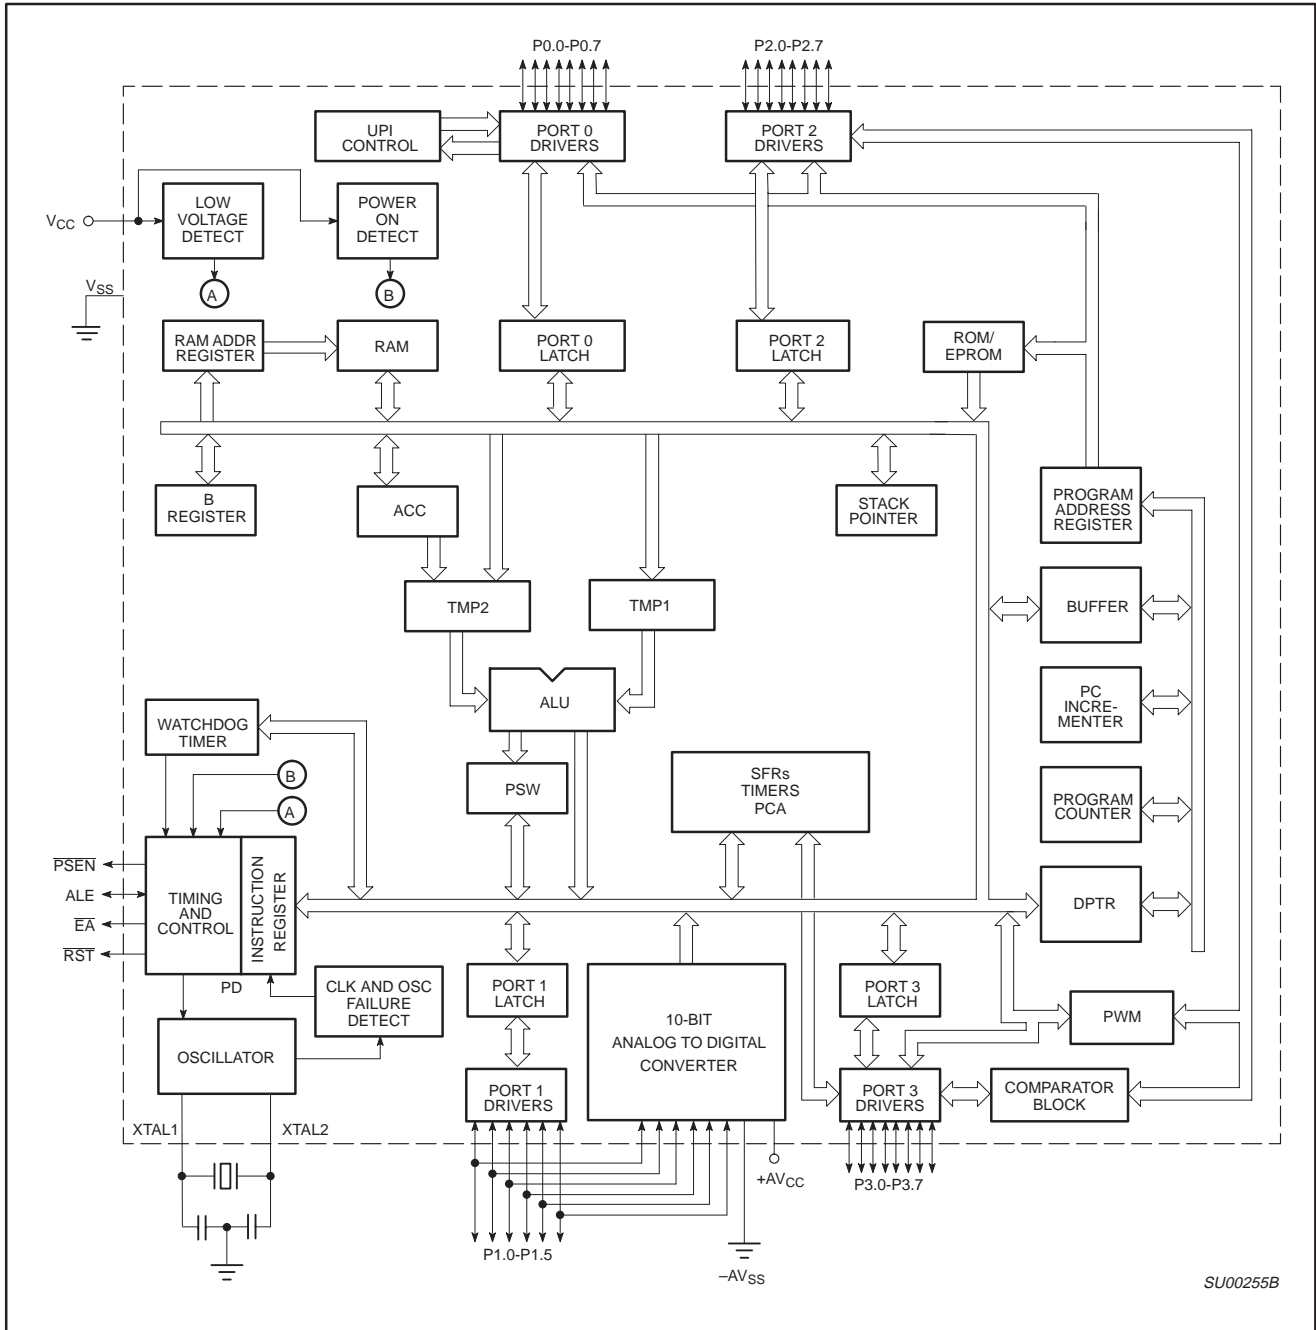 P0.0-P0.7
P2.0-P2.7
UPI
CONTROL
PORT 0
DRIVERS
PORT 2
DRIVERS
VCC
LOW
VOLTAGE
DETECT
POWER
ON
DETECT
VSS
A
B
RAM ADDR
REGISTER
RAM
PORT 0
LATCH
PORT 2
LATCH
ROM/
EPROM
B
REGISTER
ACC
STACK
POINTER
PROGRAM
ADDRESS
REGISTER
TMP2
TMP1
BUFFER
ALU
PC
INCRE-
MENTER
WATCHDOG
TIMER
B
A
PSW
SFRs
TIMERS
PCA
PROGRAM
COUNTER
PSEN
ALE
EA
RST
TIMING
AND
CONTROL
INSTRUCTION
REGISTER
DPTR
PD
CLK AND OSC
FAILURE
DETECT
PORT 1
LATCH
10-BIT
ANALOG TO DIGITAL
CONVERTER
PORT 3
LATCH
PWM
OSCILLATOR
PORT 1
DRIVERS
PORT 3
DRIVERS
COMPARATOR
BLOCK
XTAL1
XTAL2
+AVCC
P3.0-P3.7
P1.0-P1.5
–AVSS
SU00255B